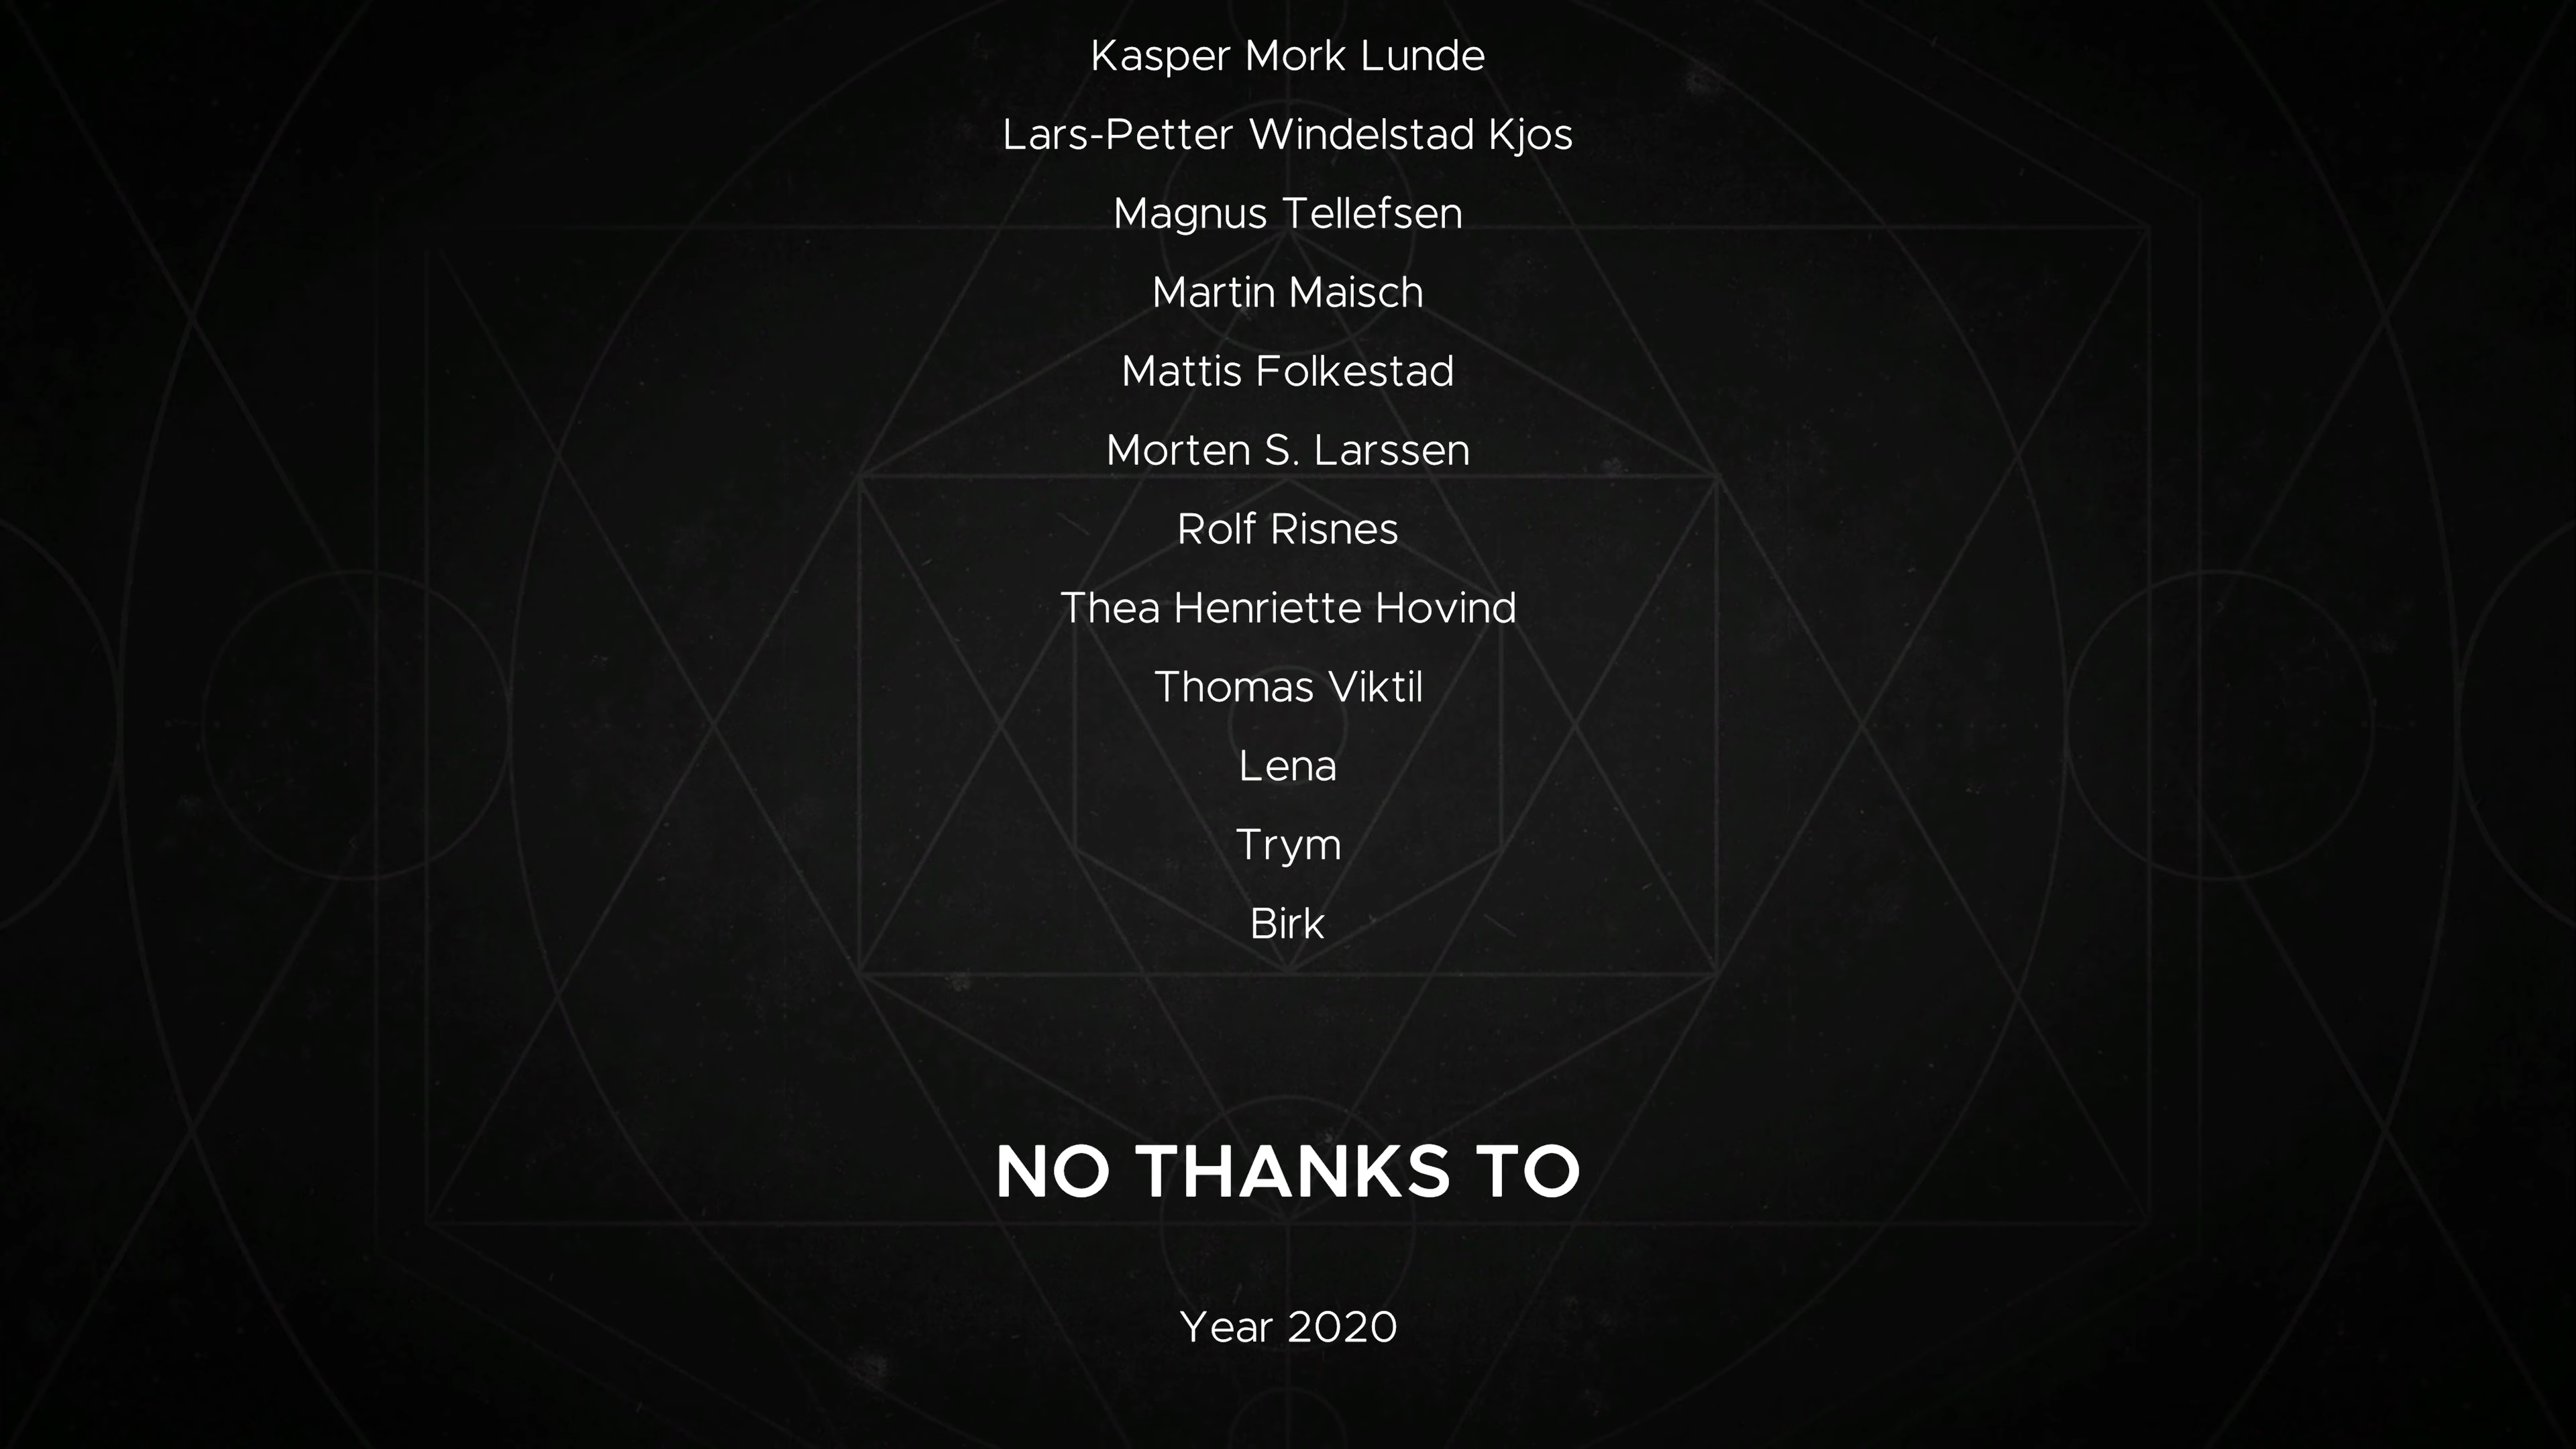 Kasper Mork Lunde
Lars-Petter Windelstad Kjos
Magnus Tellefsen
Martin Maisch
Mattis Folkestad
Morten S. Larssen
Rolf Risnes
Thea Henriette Hovind
Thomas Viktil
Lena
Trym
Birk
NO THANKS TO
Year 2020